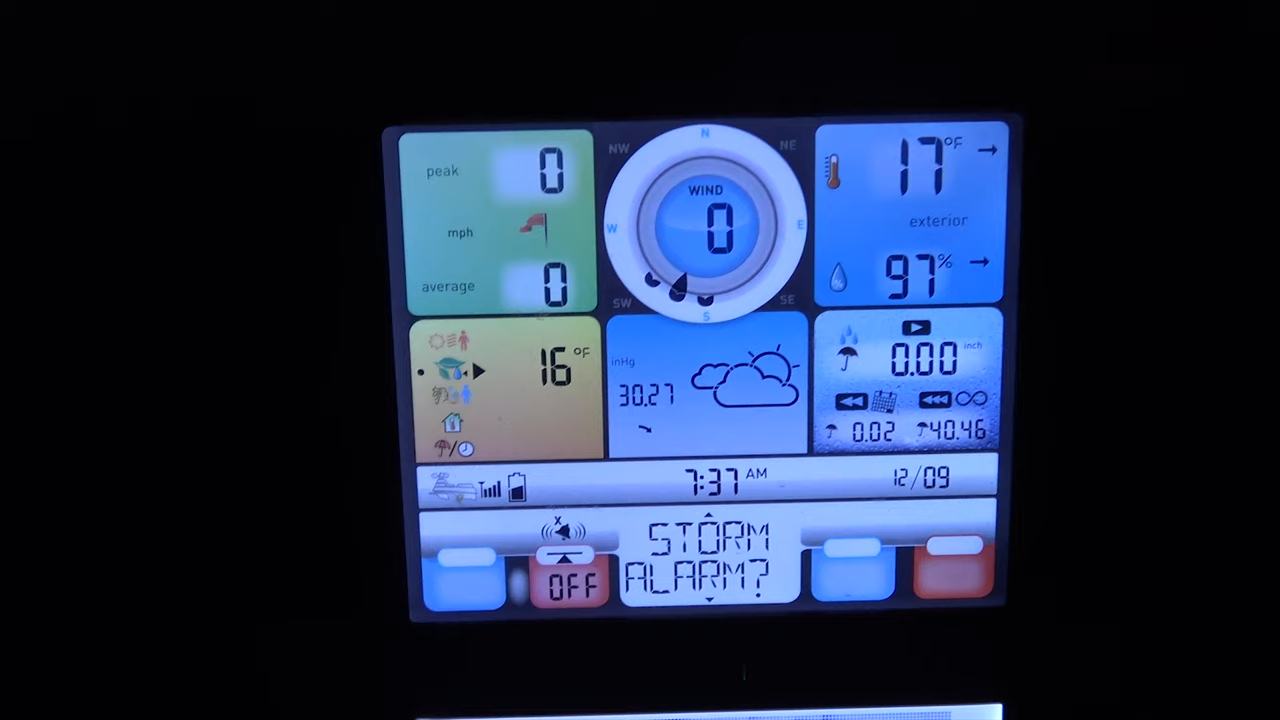 peak 0
mph
average 0
N
NW
NE
W
E
SW
SE
S
WIND
0
17°F
exterior
97%
16°F
inHg
30.27
0.00 inch
0.02
40.46
7:37 AM
12/09
OFF
STORM
ALARM?